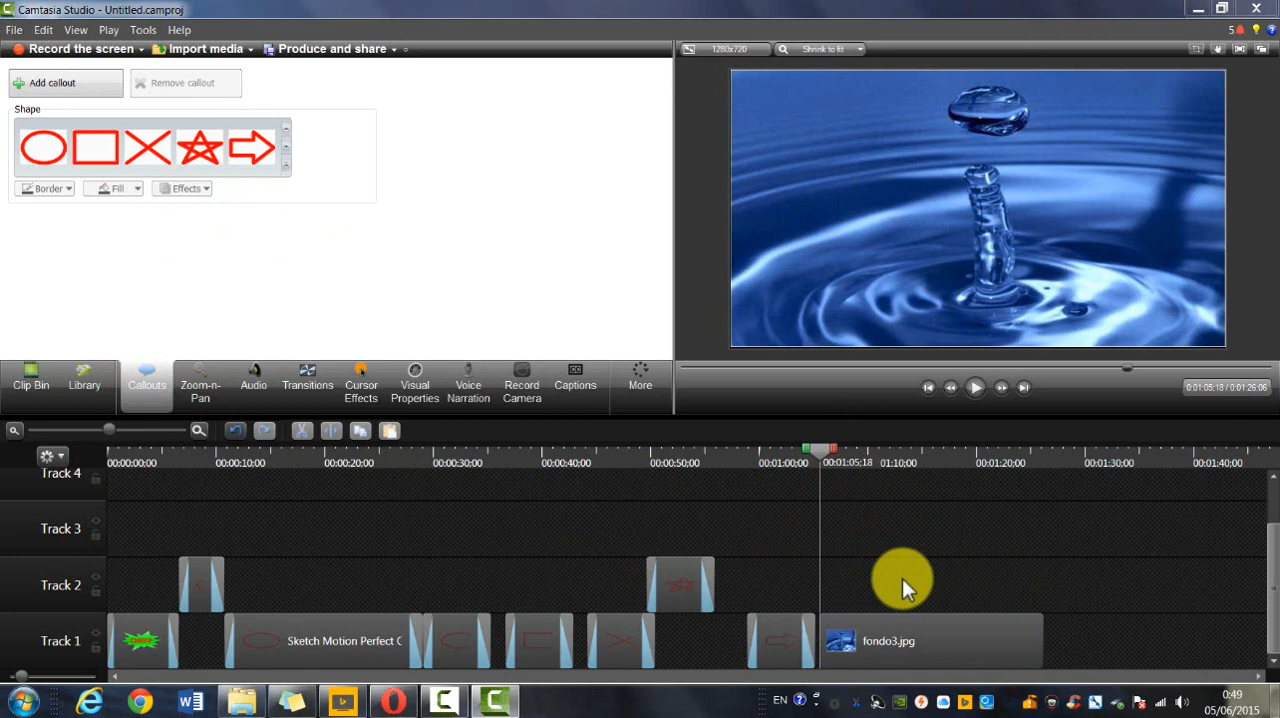 Camtasia Studio - Untitled.camproj
File Edit View Play Tools Help
5
Record the screen Import media Produce and share
1280x720 Shrink to fit
Add callout Remove callout
Shape
Border Fill Effects
Clip Bin Library Callouts Zoom-n-Pan Audio Transitions Cursor Effects Visual Properties Voice Narration Record Camera Captions More
0:01:05;18 / 0:01:26:06
00:00:00;00 00:00:10;00 00:00:20;00 00:00:30;00 00:00:40;00 00:00:50;00 00:01:00;00 00:01:05;18 01:10;00 00:01:20;00 00:01:30;00 00:01:40;00
Track 4
Track 3
Track 2
Track 1
Sketch Motion Perfect C
fondo3.jpg
EN
0:49
05/06/2015